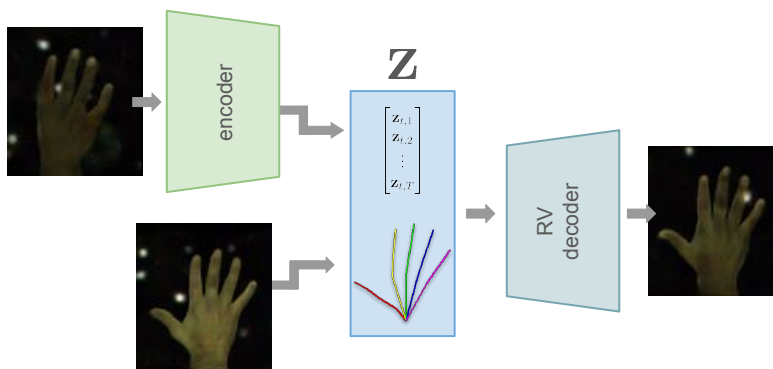 encoder
Z
z_{t,1}
z_{t,2}
⋮
z_{t,T}
RV
decoder